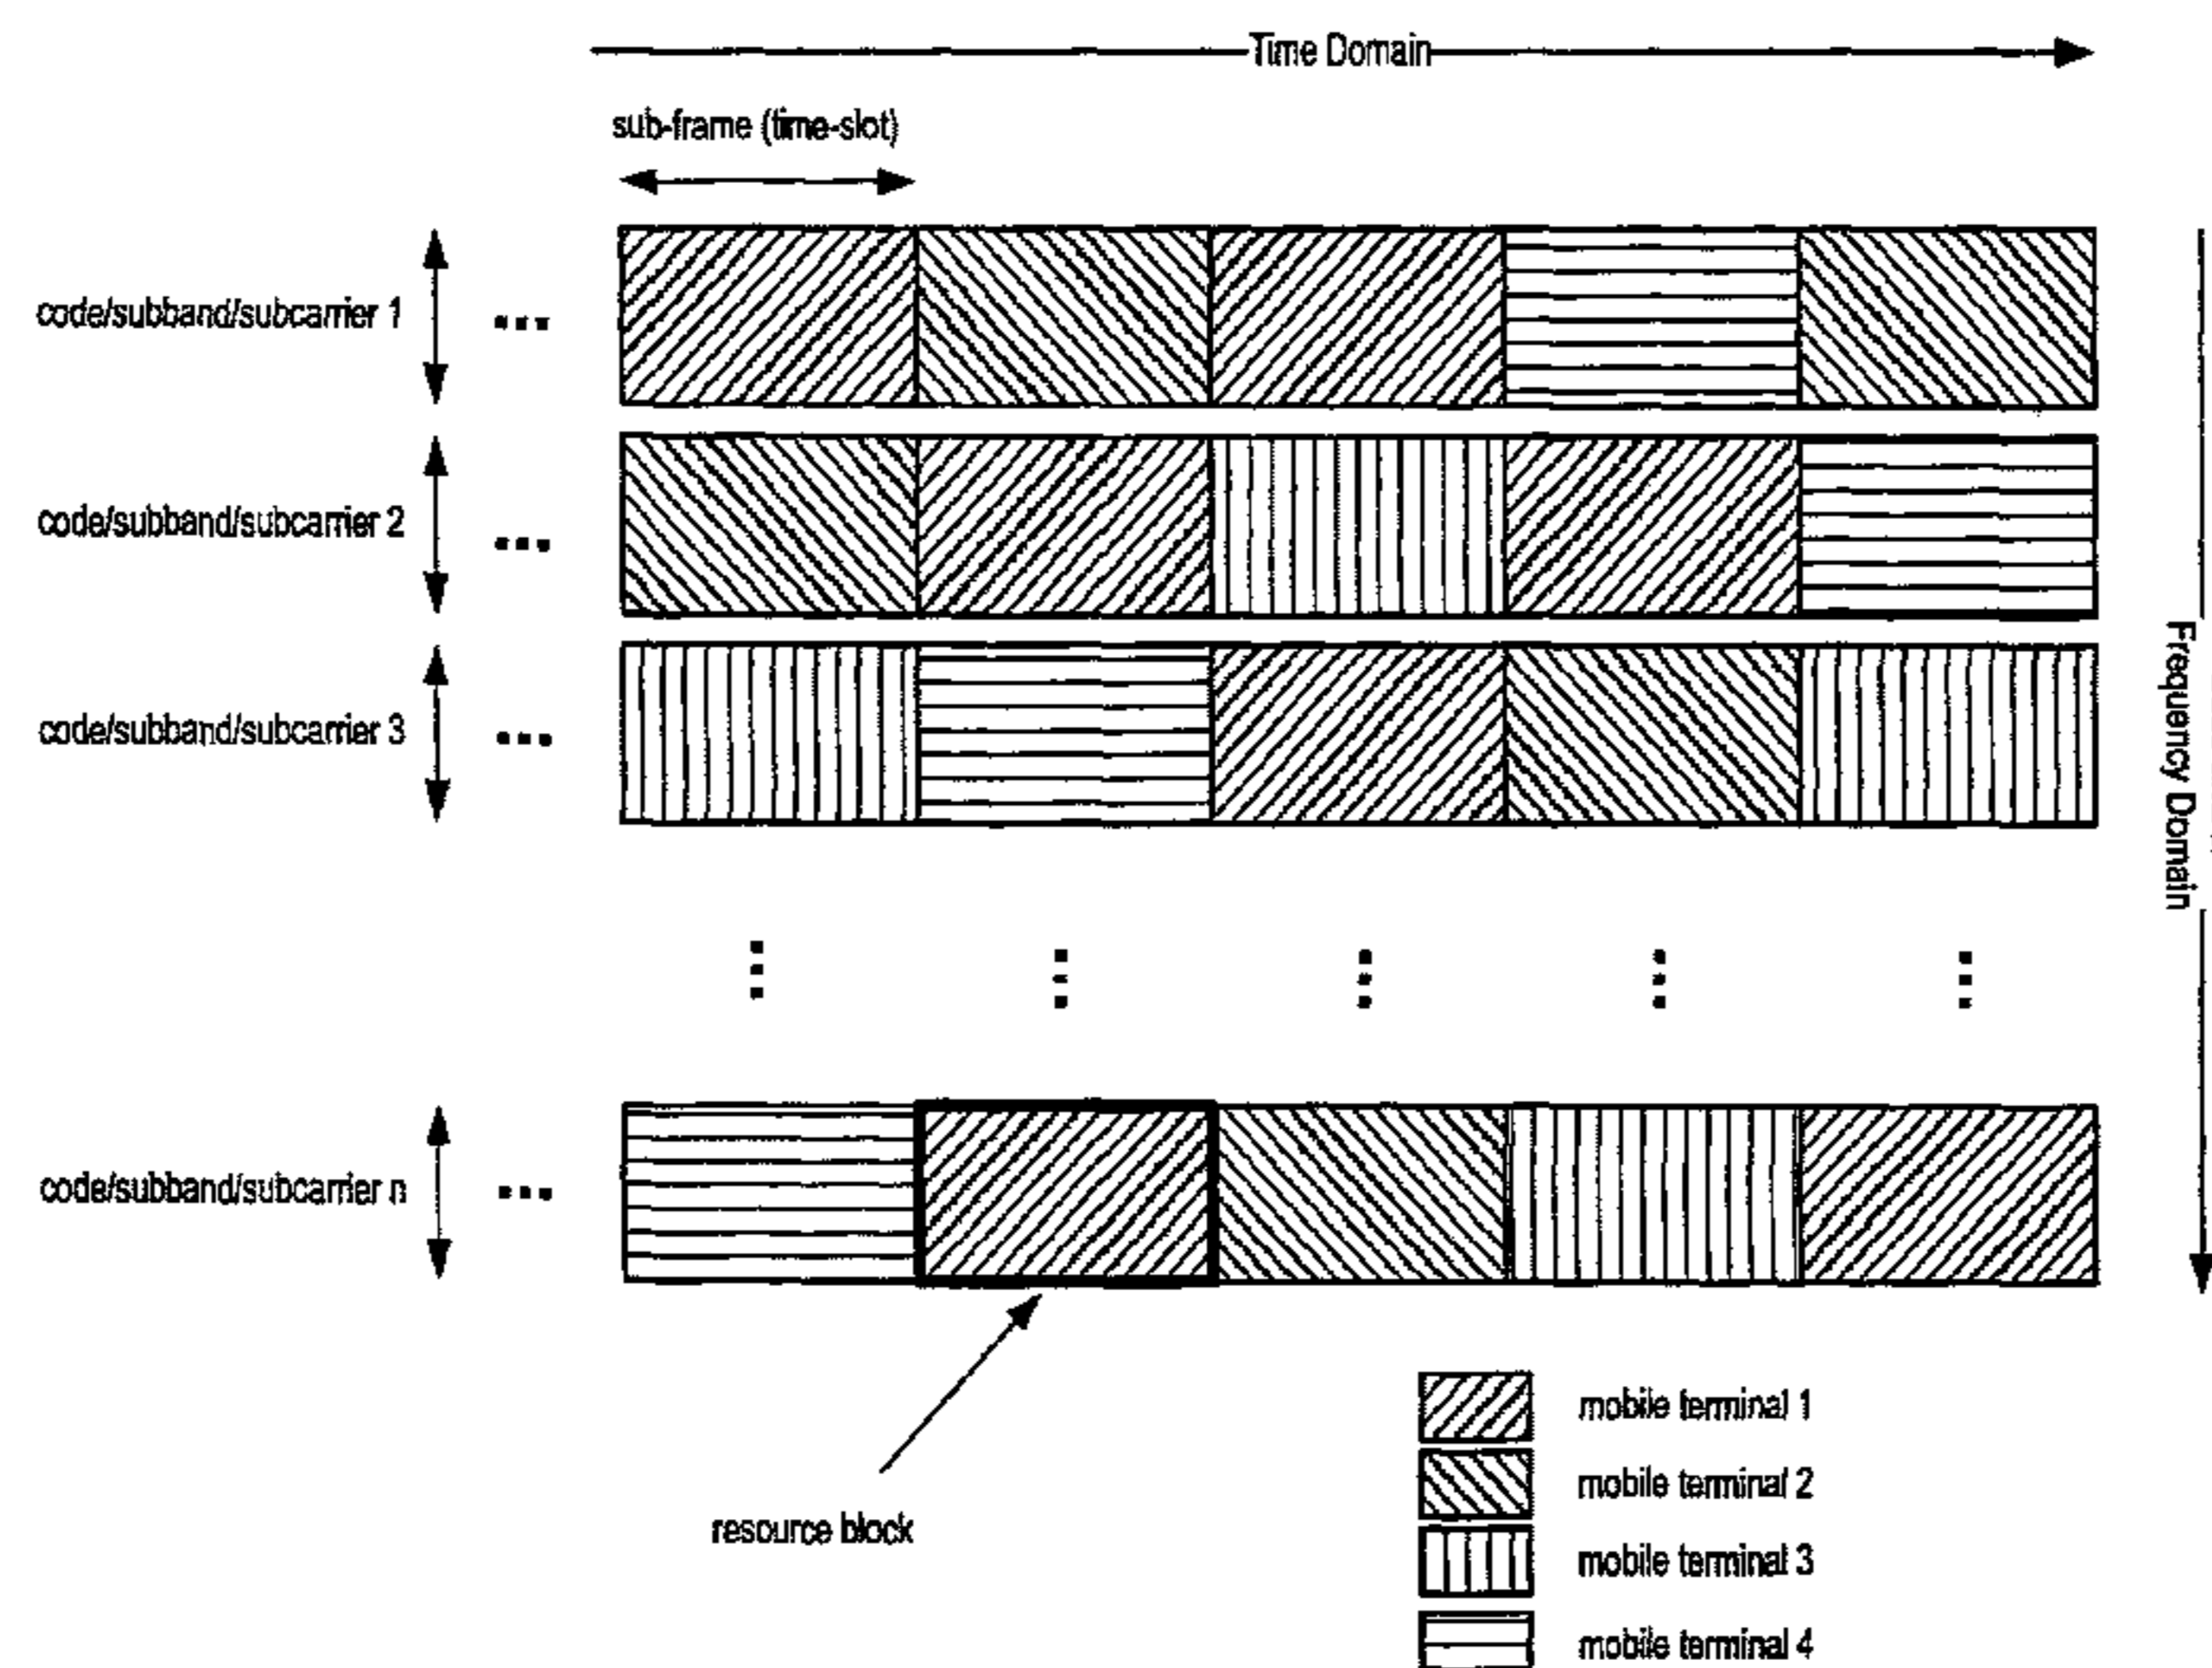 Time Domain
sub-frame (time-slot)
code/subband/subcarrier 1
code/subband/subcarrier 2
code/subband/subcarrier 3
Frequency Domain
code/subband/subcarrier n
resource block
mobile terminal 1
mobile terminal 2
mobile terminal 3
mobile terminal 4